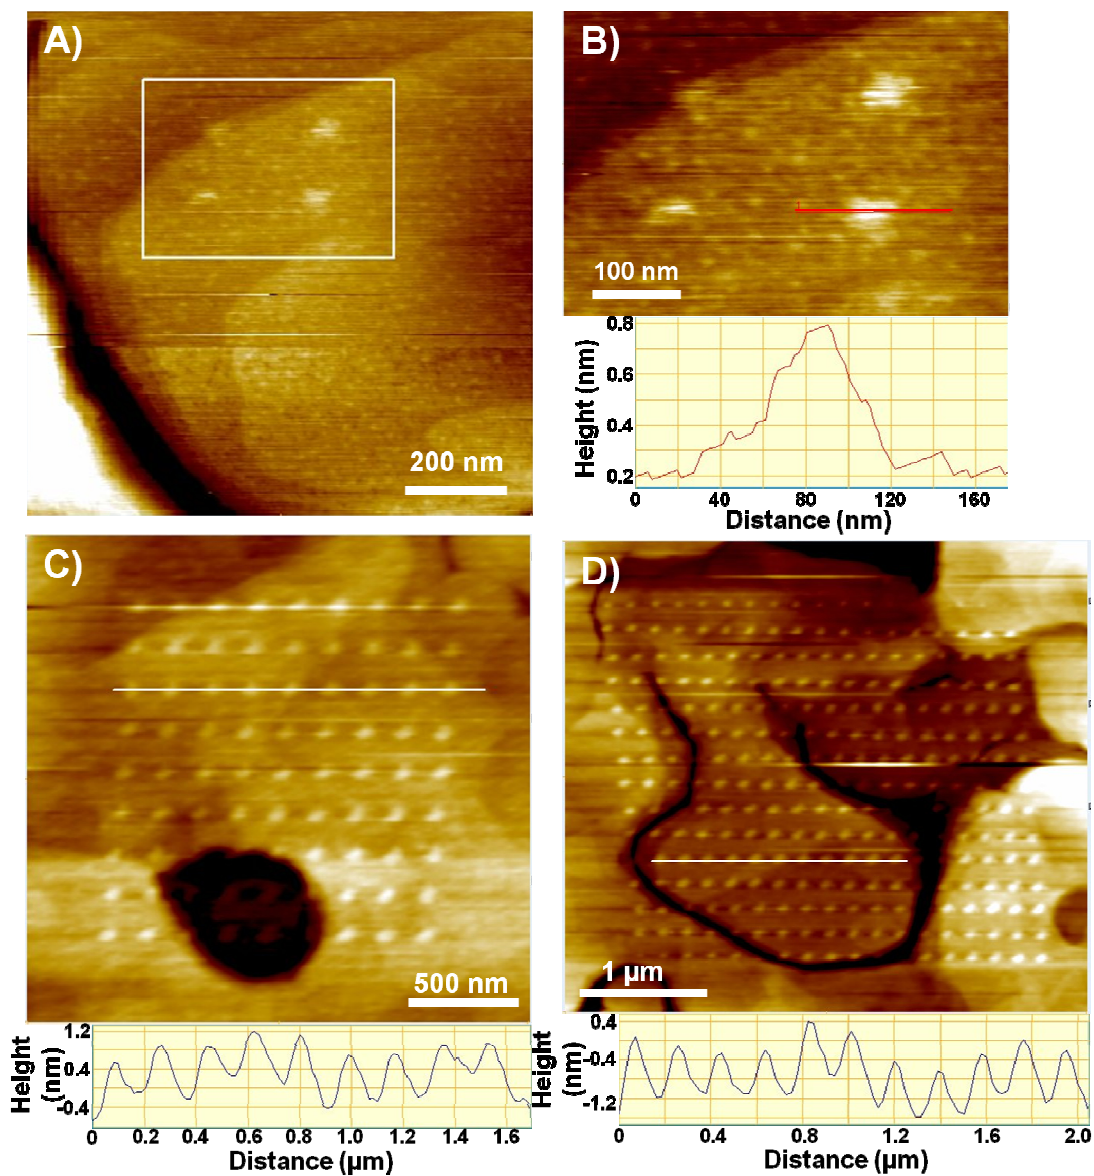 A)
200 nm
B)
100 nm
0.8
0.6
0.4
0.2
Height (nm)
0 40 80 120 160
Distance (nm)
C)
500 nm
1.2
0.4
-0.4
Height
(nm)
0 0.2 0.4 0.6 0.8 1.0 1.2 1.4 1.6
Distance (µm)
D)
1 µm
0.4
-0.4
-1.2
Height
(nm)
0 0.4 0.8 1.2 1.6 2.0
Distance (µm)